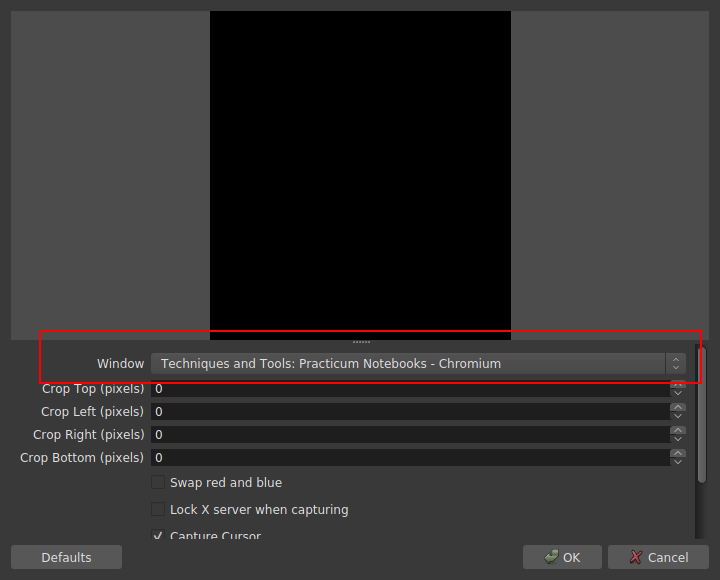 Window Techniques and Tools: Practicum Notebooks - Chromium
Crop Top (pixels) 0
Crop Left (pixels) 0
Crop Right (pixels) 0
Crop Bottom (pixels) 0
Swap red and blue
Lock X server when capturing
Capture Cursor
Defaults OK Cancel